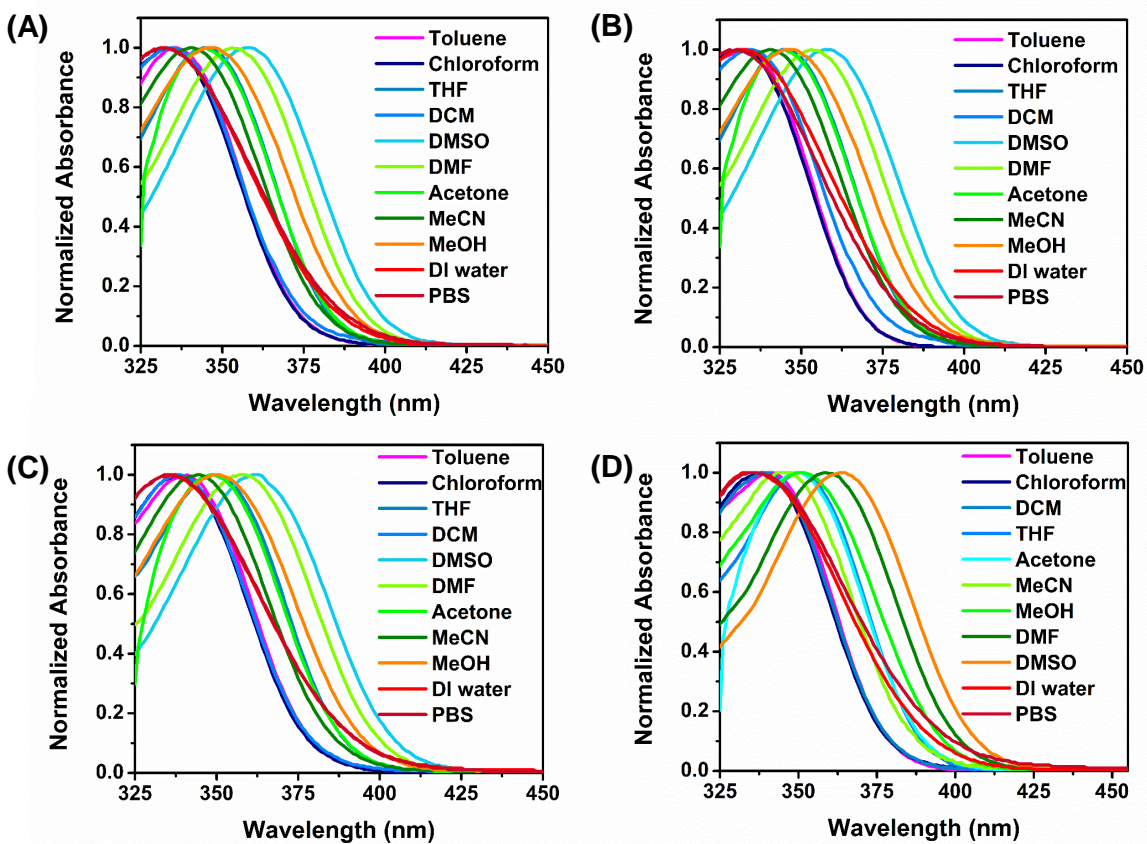 (A)
Normalized Absorbance
1.0
0.8
0.6
0.4
0.2
0.0
Toluene
Chloroform
THF
DCM
DMSO
DMF
Acetone
MeCN
MeOH
DI water
PBS
325 350 375 400 425 450
Wavelength (nm)
(B)
Normalized Absorbance
1.0
0.8
0.6
0.4
0.2
0.0
Toluene
Chloroform
THF
DCM
DMSO
DMF
Acetone
MeCN
MeOH
DI water
PBS
325 350 375 400 425 450
Wavelength (nm)
(C)
Normalized Absorbance
1.0
0.8
0.6
0.4
0.2
0.0
Toluene
Chloroform
THF
DCM
DMSO
DMF
Acetone
MeCN
MeOH
DI water
PBS
325 350 375 400 425 450
Wavelength (nm)
(D)
Normalized Absorbance
1.0
0.8
0.6
0.4
0.2
0.0
Toluene
Chloroform
DCM
THF
Acetone
MeCN
MeOH
DMF
DMSO
DI water
PBS
325 350 375 400 425 450
Wavelength (nm)